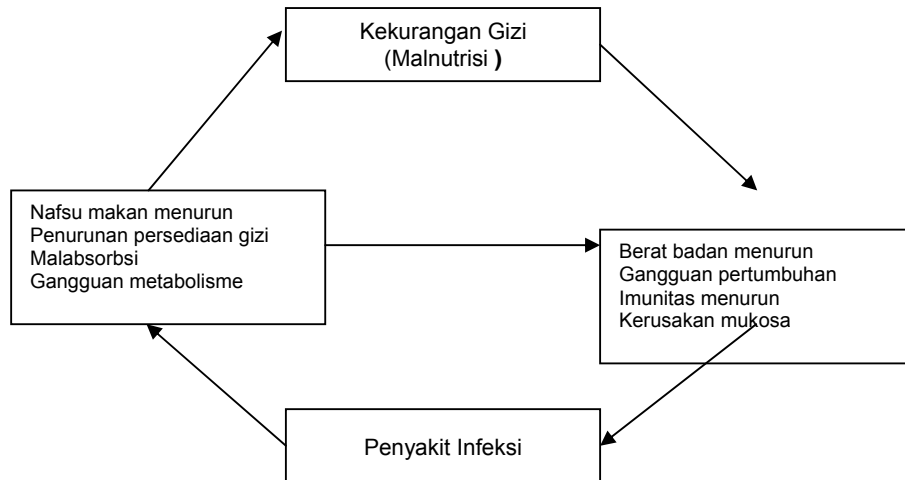 Kekurangan Gizi
(Malnutrisi )
Nafsu makan menurun
Penurunan persediaan gizi
Malabsorbsi
Gangguan metabolisme
Berat badan menurun
Gangguan pertumbuhan
Imunitas menurun
Kerusakan mukosa
Penyakit Infeksi